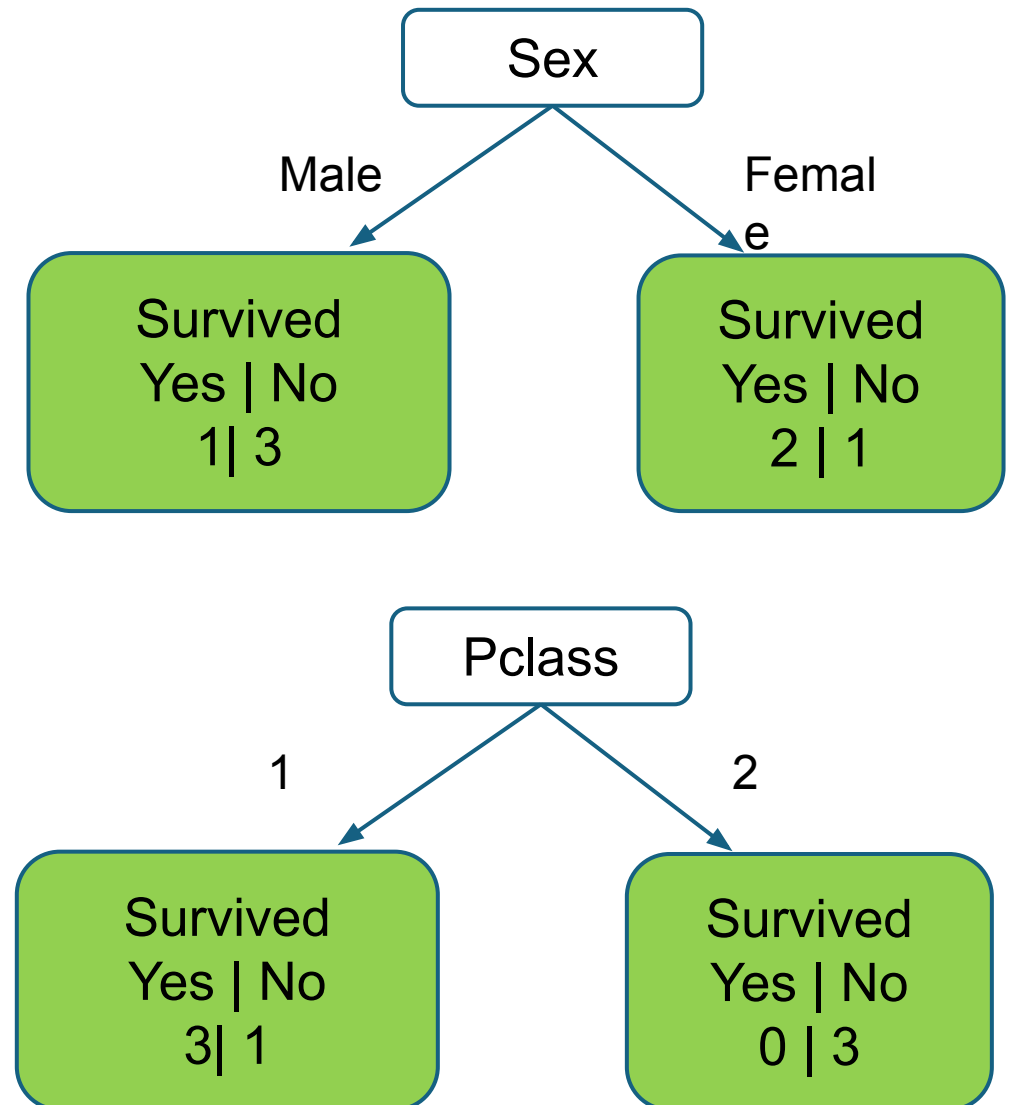 Sex
Male
Femal
e
Survived
Yes | No
1| 3
Survived
Yes | No
2 | 1
Pclass
1
2
Survived
Yes | No
3| 1
Survived
Yes | No
0 | 3